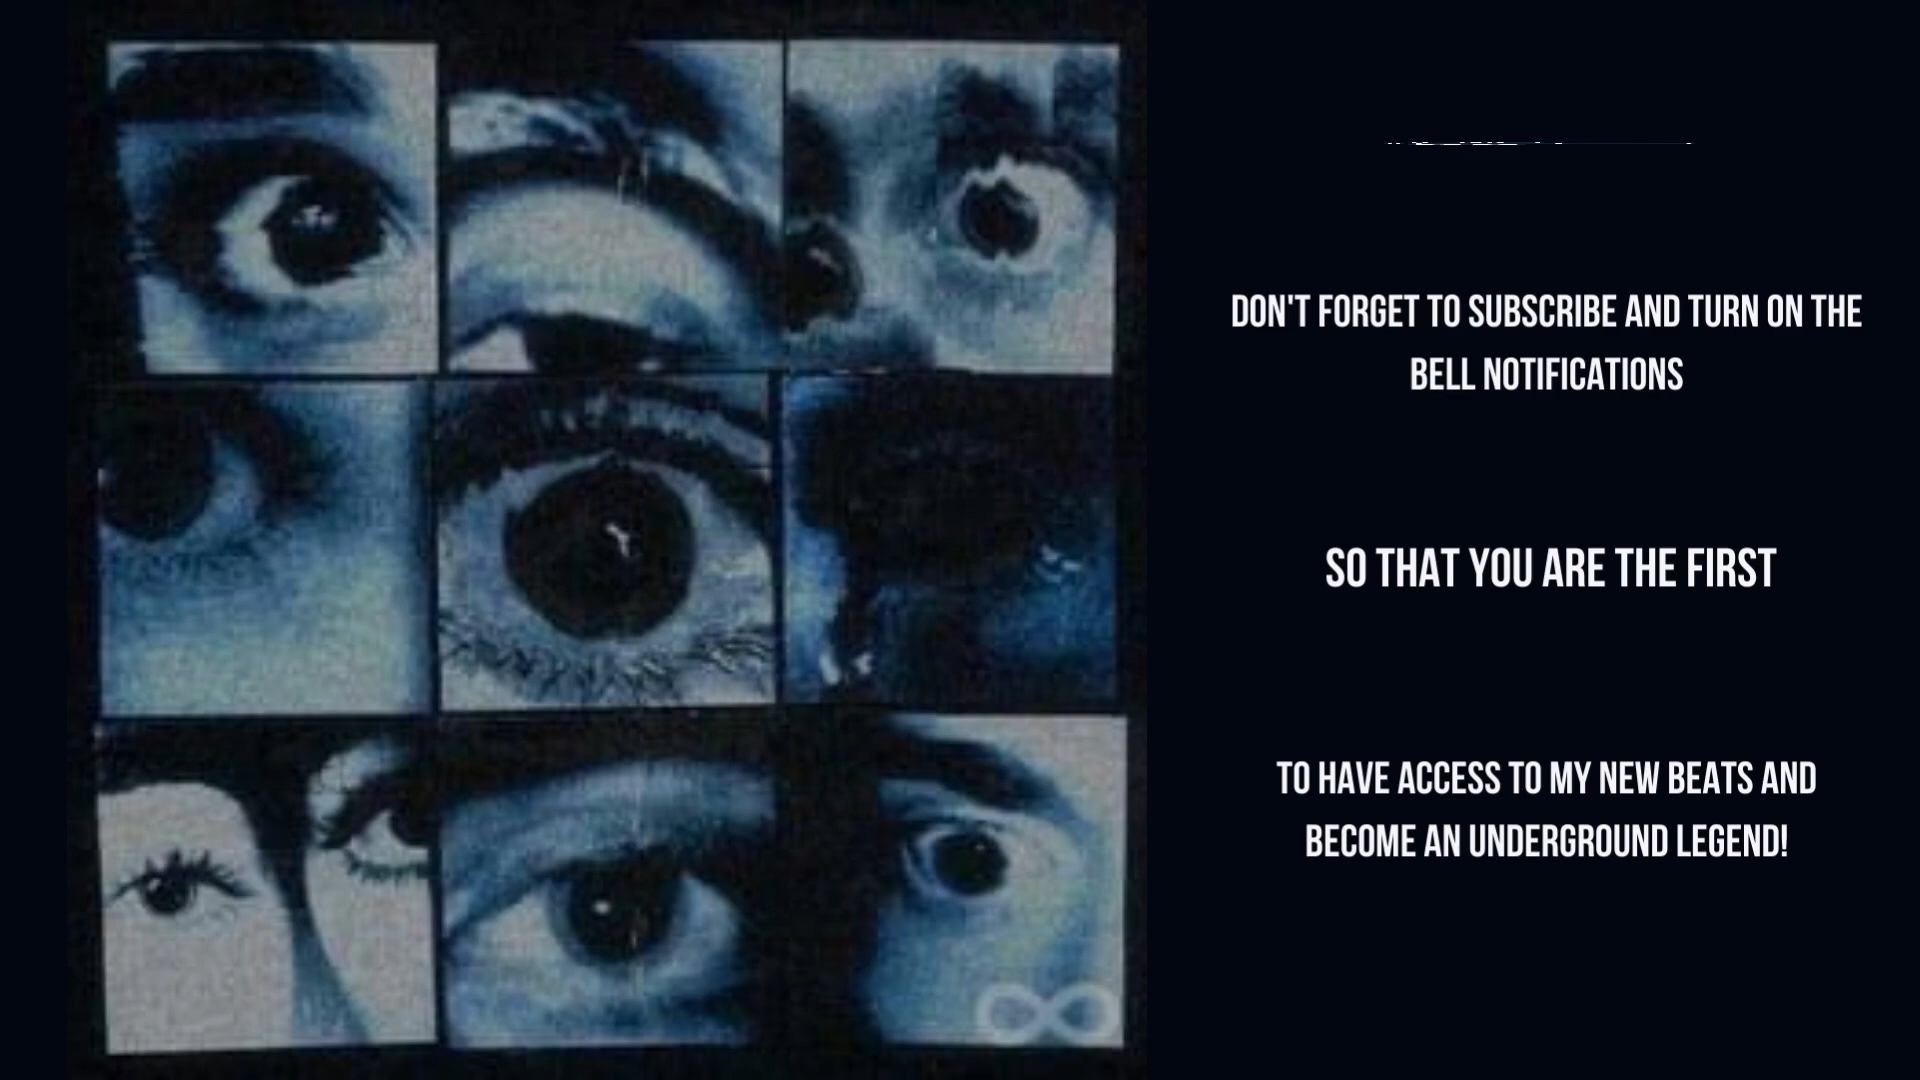 DON'T FORGET TO SUBSCRIBE AND TURN ON THE
BELL NOTIFICATIONS
SO THAT YOU ARE THE FIRST
TO HAVE ACCESS TO MY NEW BEATS AND
BECOME AN UNDERGROUND LEGEND!